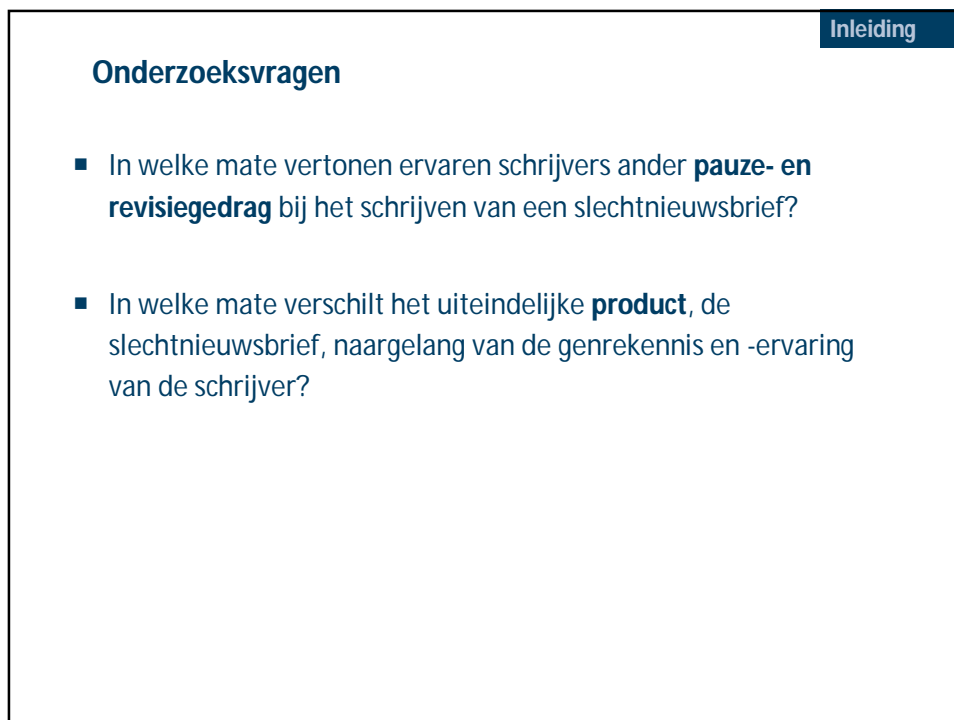 Inleiding
Onderzoeksvragen
▪ In welke mate vertonen ervaren schrijvers ander pauze- en
revisiegedrag bij het schrijven van een slechtnieuwsbrief?
▪ In welke mate verschilt het uiteindelijke product, de
slechtnieuwsbrief, naargelang van de genrekennis en -ervaring
van de schrijver?